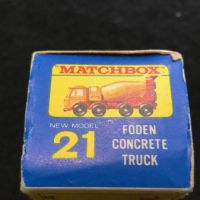 MATCHBOX
NEW MODEL
21
FODEN
CONCRETE
TRUCK